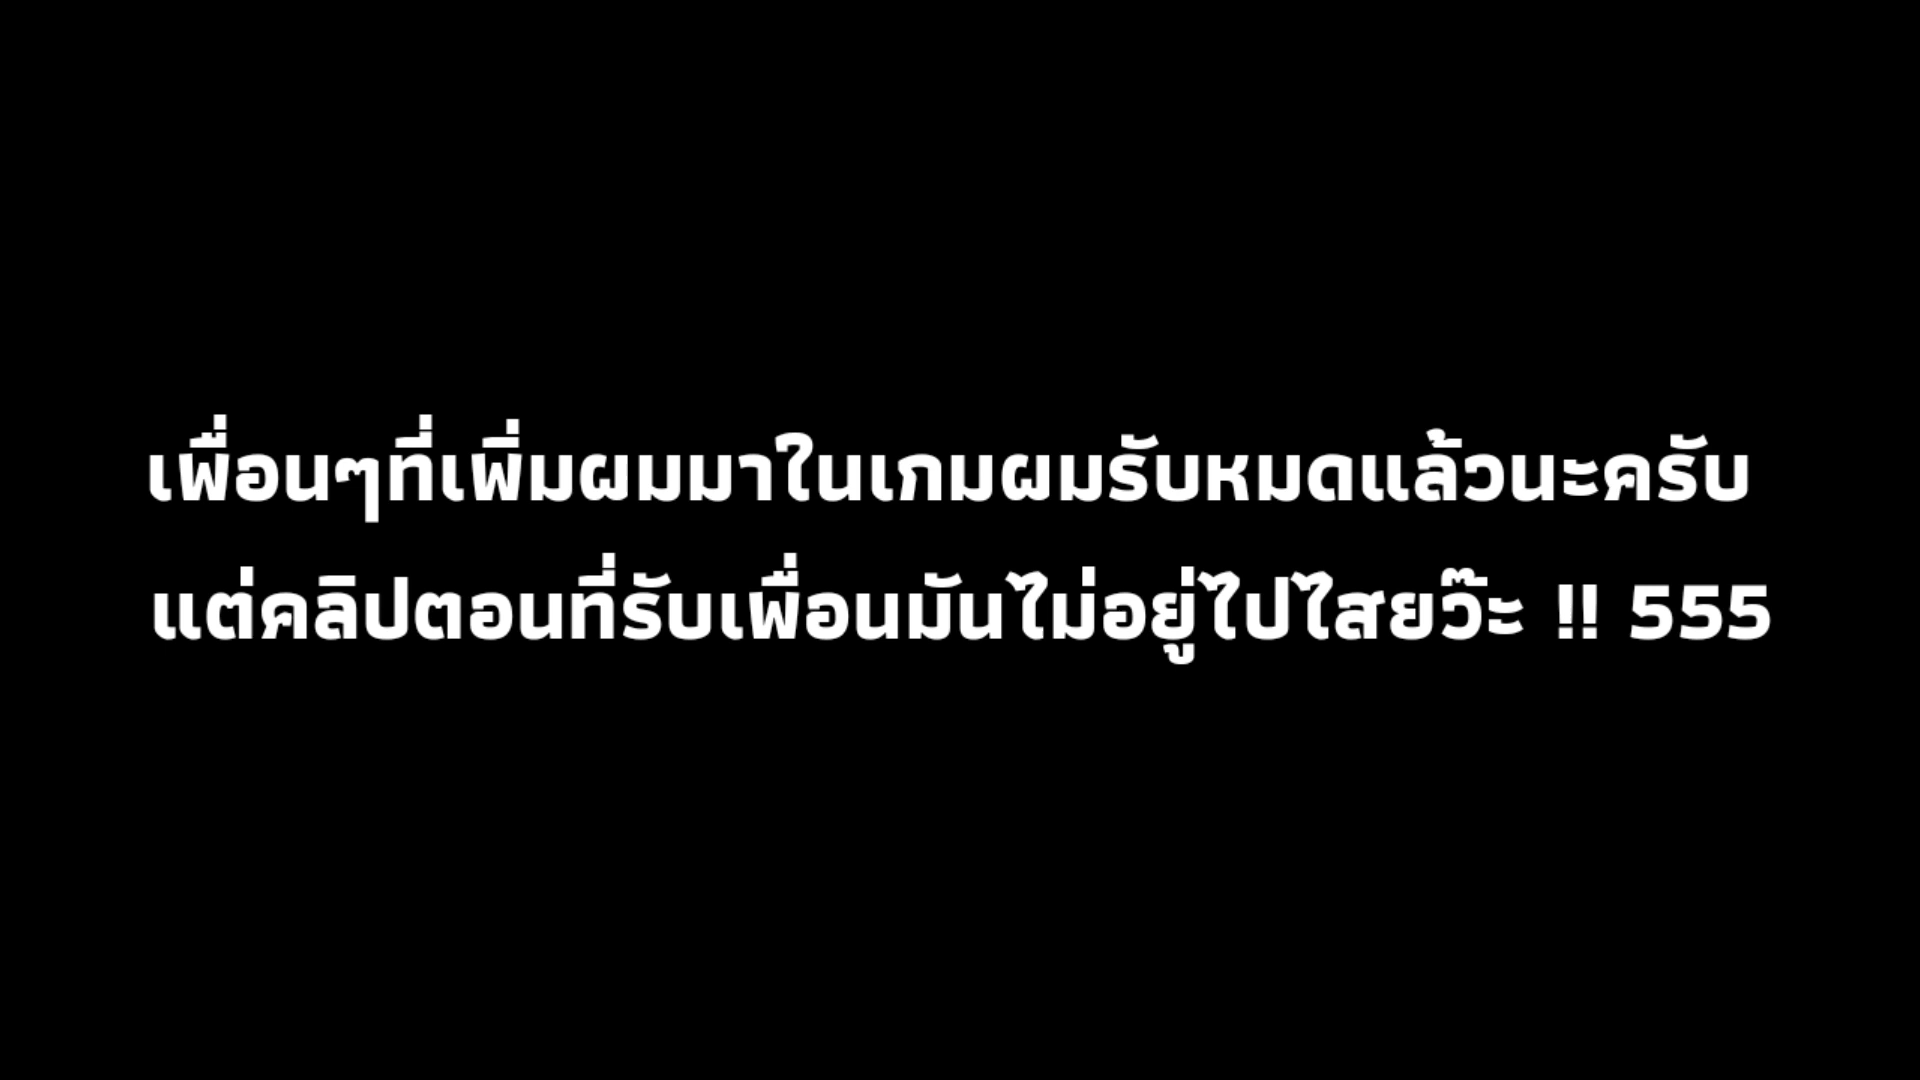 เพื่อนๆที่เพิ่มผมมาในเกมผมรับหมดแล้วนะครับ
แต่คลิปตอนที่รับเพื่อนมันไม่อยู่ไปไสยว๊ะ !! 555